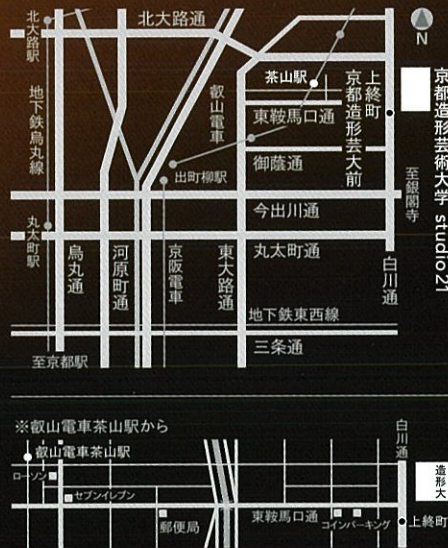 北大路駅
北大路通
N
地下鉄烏丸線
叡山電車
茶山駅
東鞍馬口通
京都造形芸大前
上終町
京都造形芸術大学 studio21
御蔭通
出町柳駅
至銀閣寺
今出川通
丸太町駅
烏丸通
河原町通
京阪電車
東大路通
丸太町通
白川通
地下鉄東西線
三条通
至京都駅
※叡山電車茶山駅から
叡山電車茶山駅
ローソン
セブンイレブン
郵便局
東鞍馬口通
コインパーキング
白川通
造形大
上終町